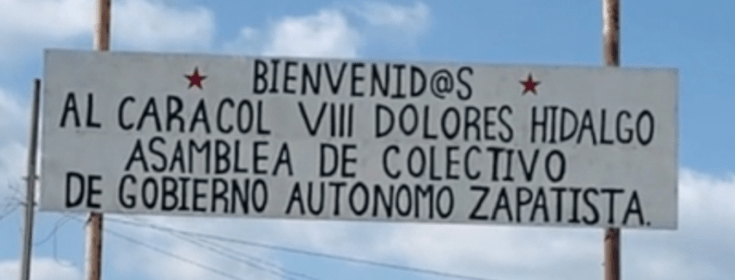 BIENVENID@S
AL CARACOL VIII DOLORES HIDALGO
ASAMBLEA DE COLECTIVO
DE GOBIERNO AUTONOMO ZAPATISTA.